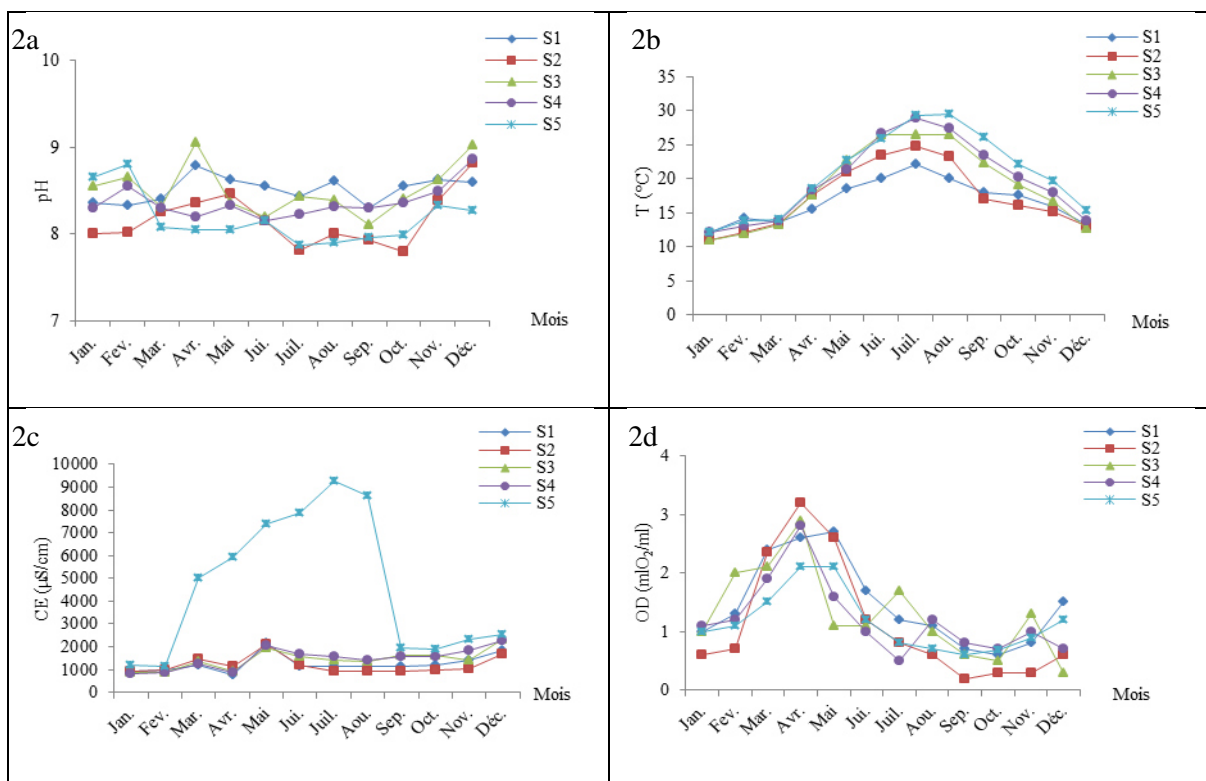 2a
S1
S2
S3
S4
S5
10
9
8
7
pH
Jan.
Fev.
Mar.
Avr.
Mai
Jui.
Juil.
Aou.
Sep.
Oct.
Nov.
Déc.
Mois
2b
S1
S2
S3
S4
S5
35
30
25
20
15
10
5
0
T (°C)
Jan.
Fev.
Mar.
Avr.
Mai
Jui.
Juil.
Aou.
Sep.
Oct.
Nov.
Déc.
Mois
2c
S1
S2
S3
S4
S5
10000
9000
8000
7000
6000
5000
4000
3000
2000
1000
0
CE (µS/cm)
Jan.
Fev.
Mar.
Avr.
Mai
Jui.
Juil.
Aou.
Sep.
Oct.
Nov.
Déc.
Mois
2d
S1
S2
S3
S4
S5
4
3
2
1
0
OD (mlO₂/ml)
Jan.
Fev.
Mar.
Avr.
Mai
Jui.
Juil.
Aou.
Sep.
Oct.
Nov.
Déc.
Mois